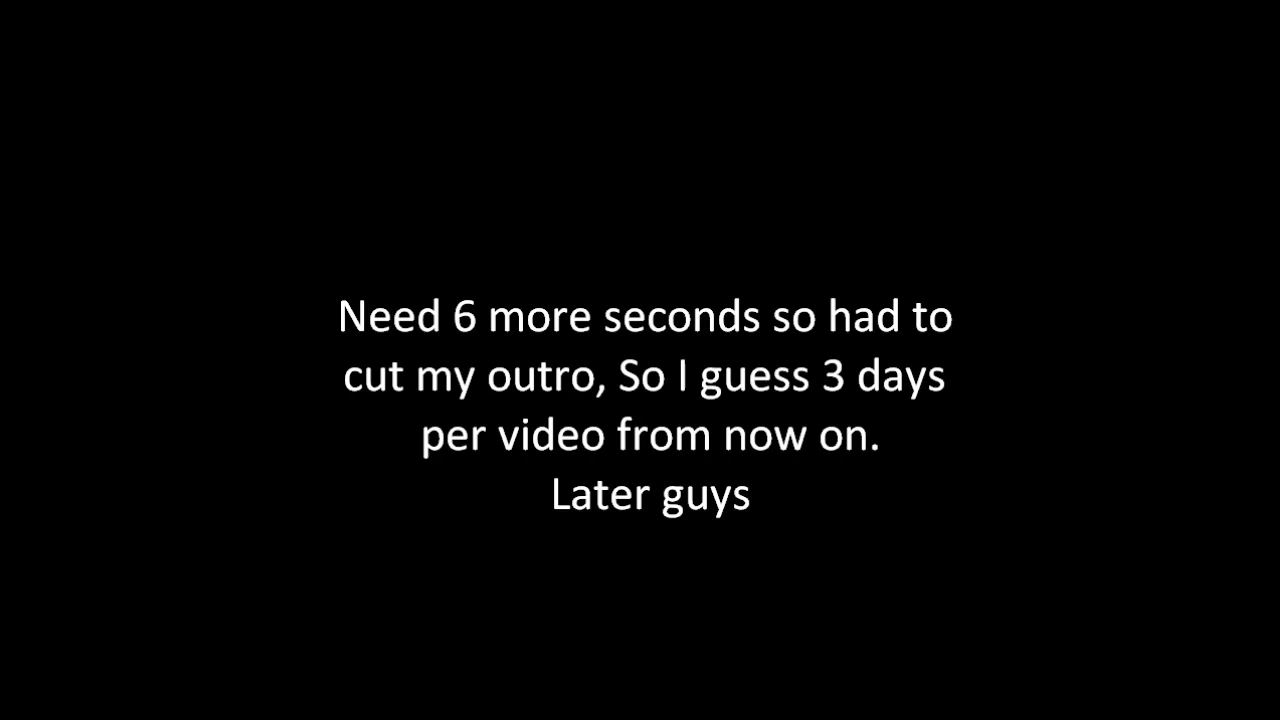 Need 6 more seconds so had to
cut my outro, So I guess 3 days
per video from now on.
Later guys